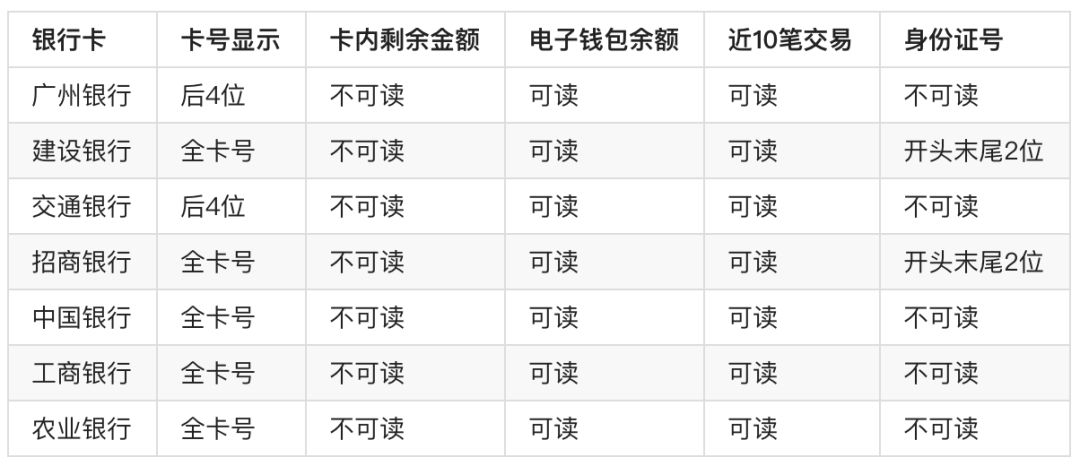 银行卡 卡号显示 卡内剩余金额 电子钱包余额 近10笔交易 身份证号
广州银行 后4位 不可读 可读 可读 不可读
建设银行 全卡号 不可读 可读 可读 开头末尾2位
交通银行 后4位 不可读 可读 可读 不可读
招商银行 全卡号 不可读 可读 可读 开头末尾2位
中国银行 全卡号 不可读 可读 可读 不可读
工商银行 全卡号 不可读 可读 可读 不可读
农业银行 全卡号 不可读 可读 可读 不可读